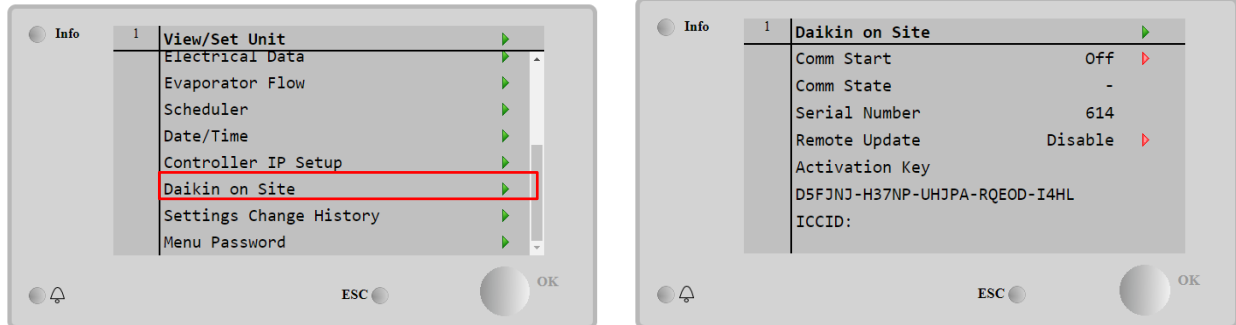 Info
1 View/Set Unit
Electrical Data
Evaporator Flow
Scheduler
Date/Time
Controller IP Setup
Daikin on Site
Settings Change History
Menu Password
ESC
OK
Info
1 Daikin on Site
Comm Start Off
Comm State -
Serial Number 614
Remote Update Disable
Activation Key
D5FJNJ-H37NP-UHJPA-RQEOD-I4HL
ICCID:
ESC
OK